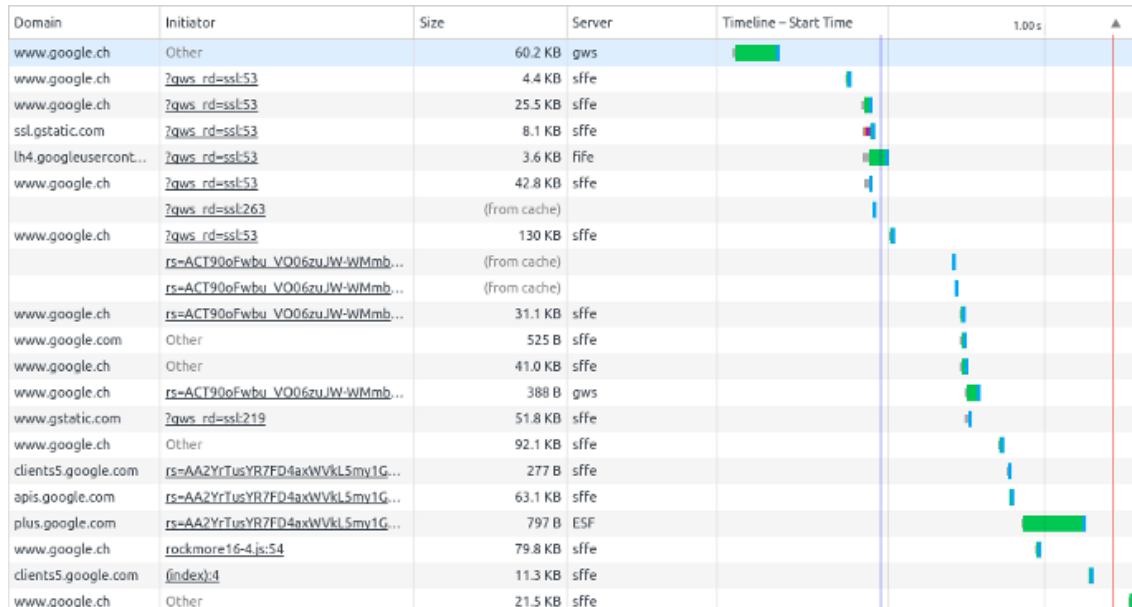 Domain Initiator Size Server Timeline – Start Time 1.00 s
www.google.ch Other 60.2 KB gws
www.google.ch ?gws_rd=ssl:53 4.4 KB sffe
www.google.ch ?gws_rd=ssl:53 25.5 KB sffe
ssl.gstatic.com ?gws_rd=ssl:53 8.1 KB sffe
lh4.googleusercont... ?gws_rd=ssl:53 3.6 KB fife
www.google.ch ?gws_rd=ssl:53 42.8 KB sffe
?gws_rd=ssl:263 (from cache)
www.google.ch ?gws_rd=ssl:53 130 KB sffe
rs=ACT90oFwbu_VO06zuJW-WMmb... (from cache)
rs=ACT90oFwbu_VO06zuJW-WMmb... (from cache)
www.google.ch rs=ACT90oFwbu_VO06zuJW-WMmb... 31.1 KB sffe
www.google.com Other 525 B sffe
www.google.ch Other 41.0 KB sffe
www.google.ch rs=ACT90oFwbu_VO06zuJW-WMmb... 388 B gws
www.gstatic.com ?gws_rd=ssl:219 51.8 KB sffe
www.google.ch Other 92.1 KB sffe
clients5.google.com rs=AA2YrTusYR7FD4axWVkL5my1G... 277 B sffe
apis.google.com rs=AA2YrTusYR7FD4axWVkL5my1G... 63.1 KB sffe
plus.google.com rs=AA2YrTusYR7FD4axWVkL5my1G... 797 B ESF
www.google.ch rockmore16-4.js:54 79.8 KB sffe
clients5.google.com (index):4 11.3 KB sffe
www.google.ch Other 21.5 KB sffe